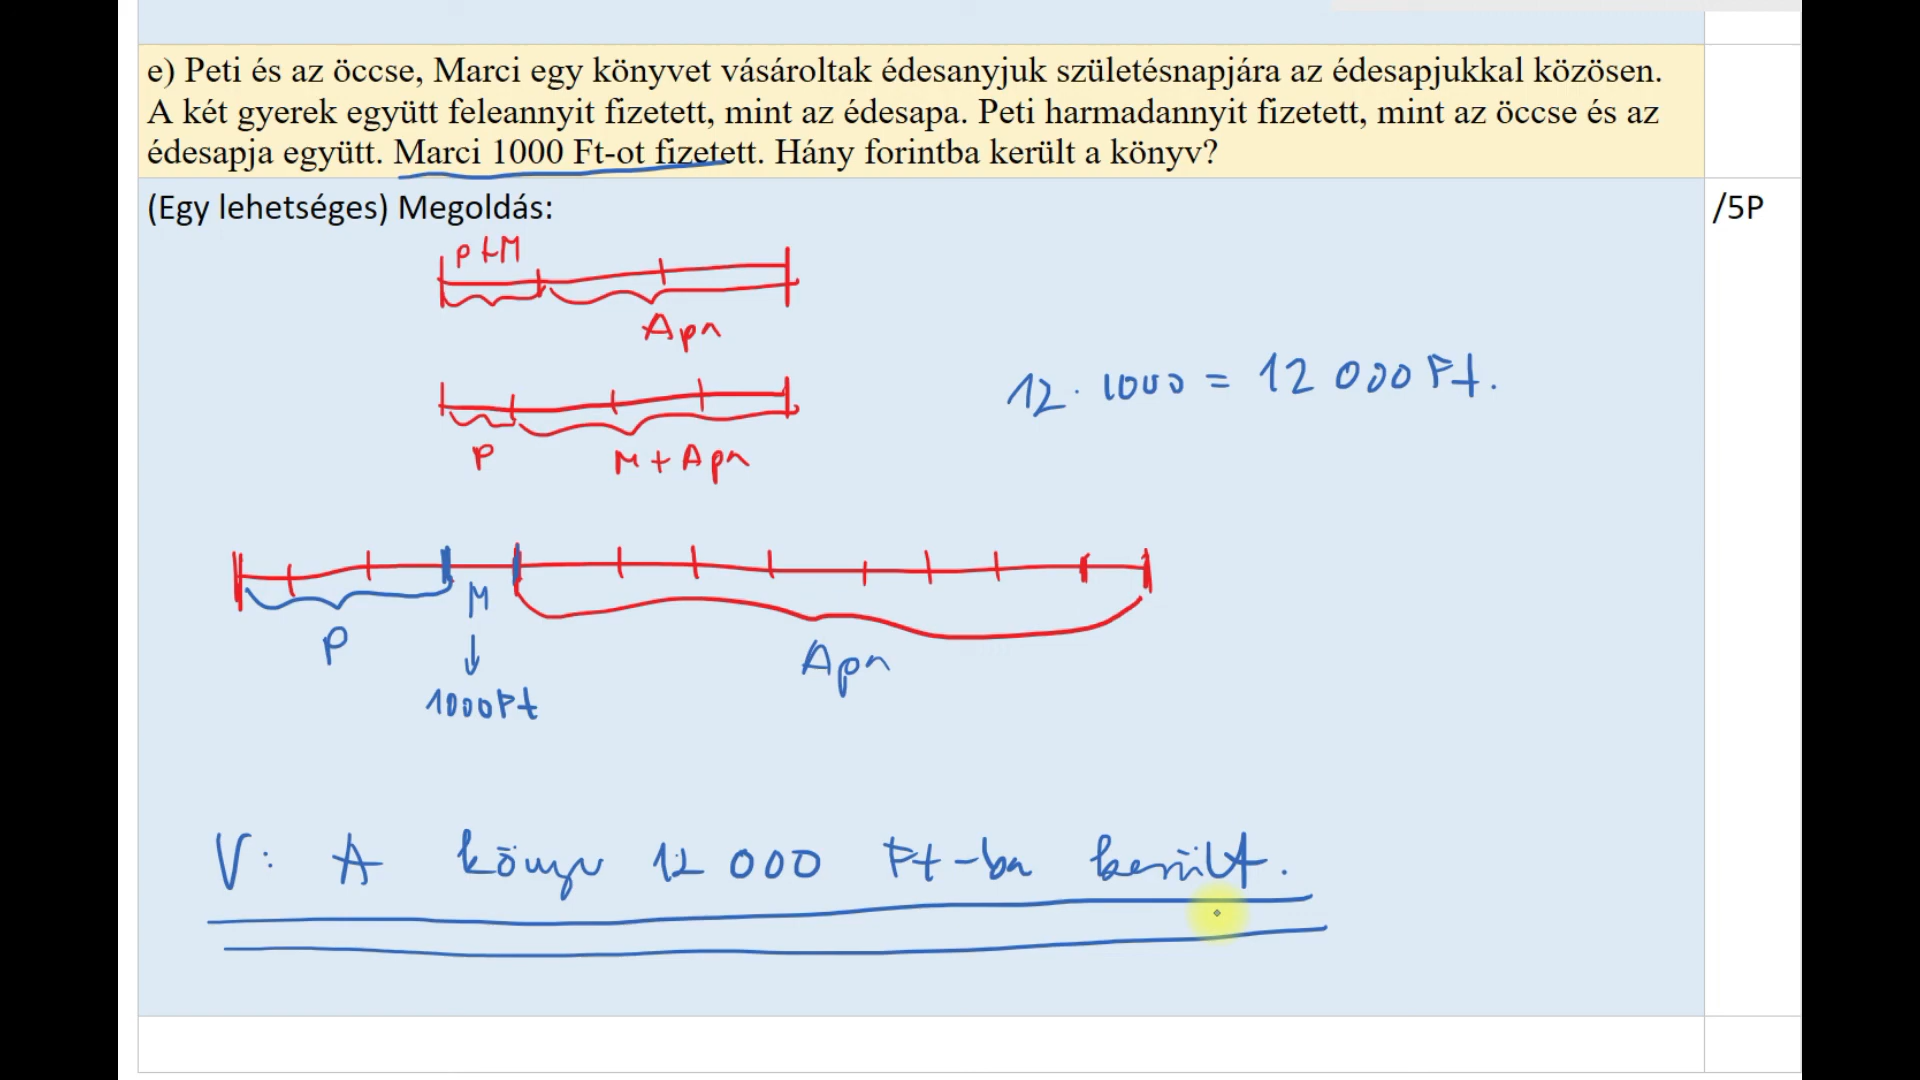 e) Peti és az öccse, Marci egy könyvet vásároltak édesanyjuk születésnapjára az édesapjukkal közösen.
A két gyerek együtt feleannyit fizetett, mint az édesapa. Peti harmadannyit fizetett, mint az öccse és az
édesapja együtt. Marci 1000 Ft-ot fizetett. Hány forintba került a könyv?
(Egy lehetséges) Megoldás:
/5P
P+M
Apa
12 · 1000 = 12 000 Ft.
P
M + Apa
M
P
Apa
1000Ft
V: A könyv 12 000 Ft-ba került.